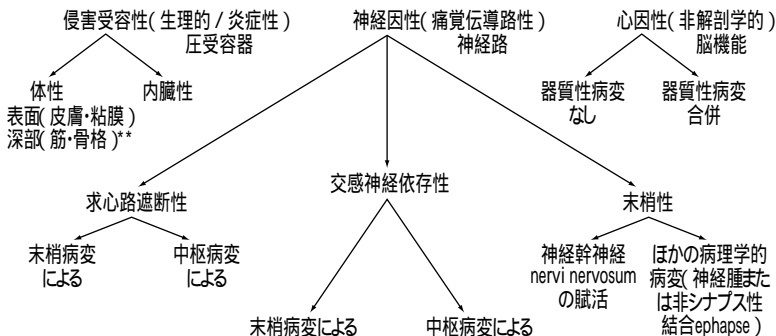 侵害受容性(生理的/炎症性)
圧受容器
神経因性(痛覚伝導路性)
神経路
心因性(非解剖学的)
脳機能
体性
表面(皮膚・粘膜)
深部(筋・骨格)**
内臓性
器質性病変
なし
器質性病変
合併
求心路遮断性
交感神経依存性
末梢性
末梢病変
による
中枢病変
による
末梢病変による
中枢病変による
神経幹神経
nervi nervosum
の賦活
ほかの病理学的
病変(神経腫また
は非シナプス性
結合ephapse)